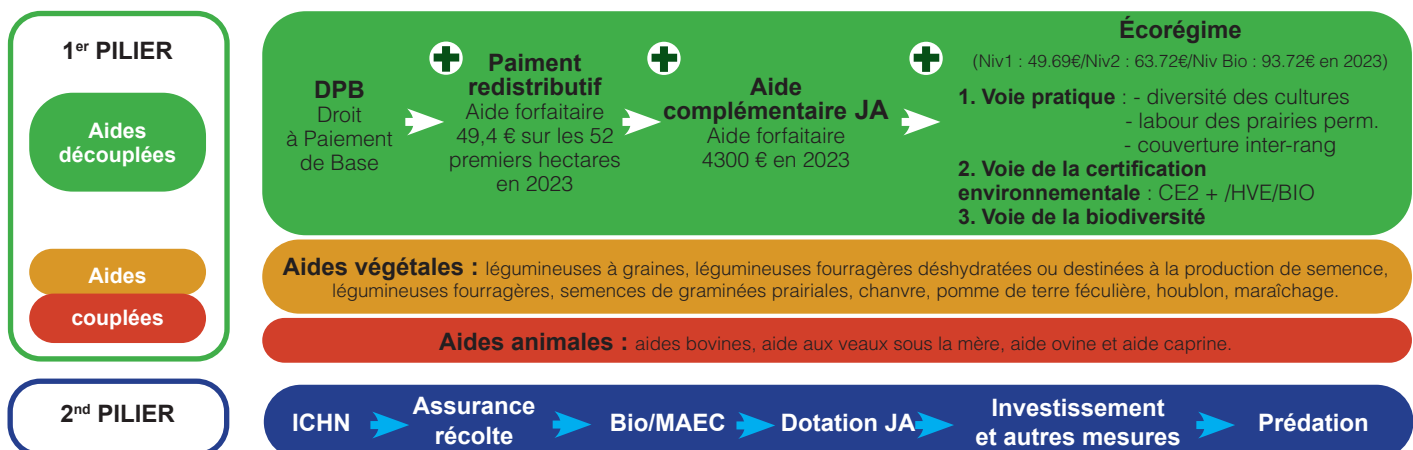 1er PILIER
Aides
découplées
Aides
couplées
DPB
Droit
à Paiement
de Base
Paiment
redistributif
Aide forfaitaire
49,4 € sur les 52
premiers hectares
en 2023
Aide
complémentaire JA
Aide forfaitaire
4300 € en 2023
Écorégime
(Niv1 : 49.69€/Niv2 : 63.72€/Niv Bio : 93.72€ en 2023)
1. Voie pratique : - diversité des cultures
- labour des prairies perm.
- couverture inter-rang
2. Voie de la certification
environnementale : CE2 + /HVE/BIO
3. Voie de la biodiversité
Aides végétales : légumineuses à graines, légumineuses fourragères déshydratées ou destinées à la production de semence,
légumineuses fourragères, semences de graminées prairiales, chanvre, pomme de terre féculière, houblon, maraîchage.
Aides animales : aides bovines, aide aux veaux sous la mère, aide ovine et aide caprine.
2nd PILIER
ICHN
Assurance
récolte
Bio/MAEC
Dotation JA
Investissement
et autres mesures
Prédation